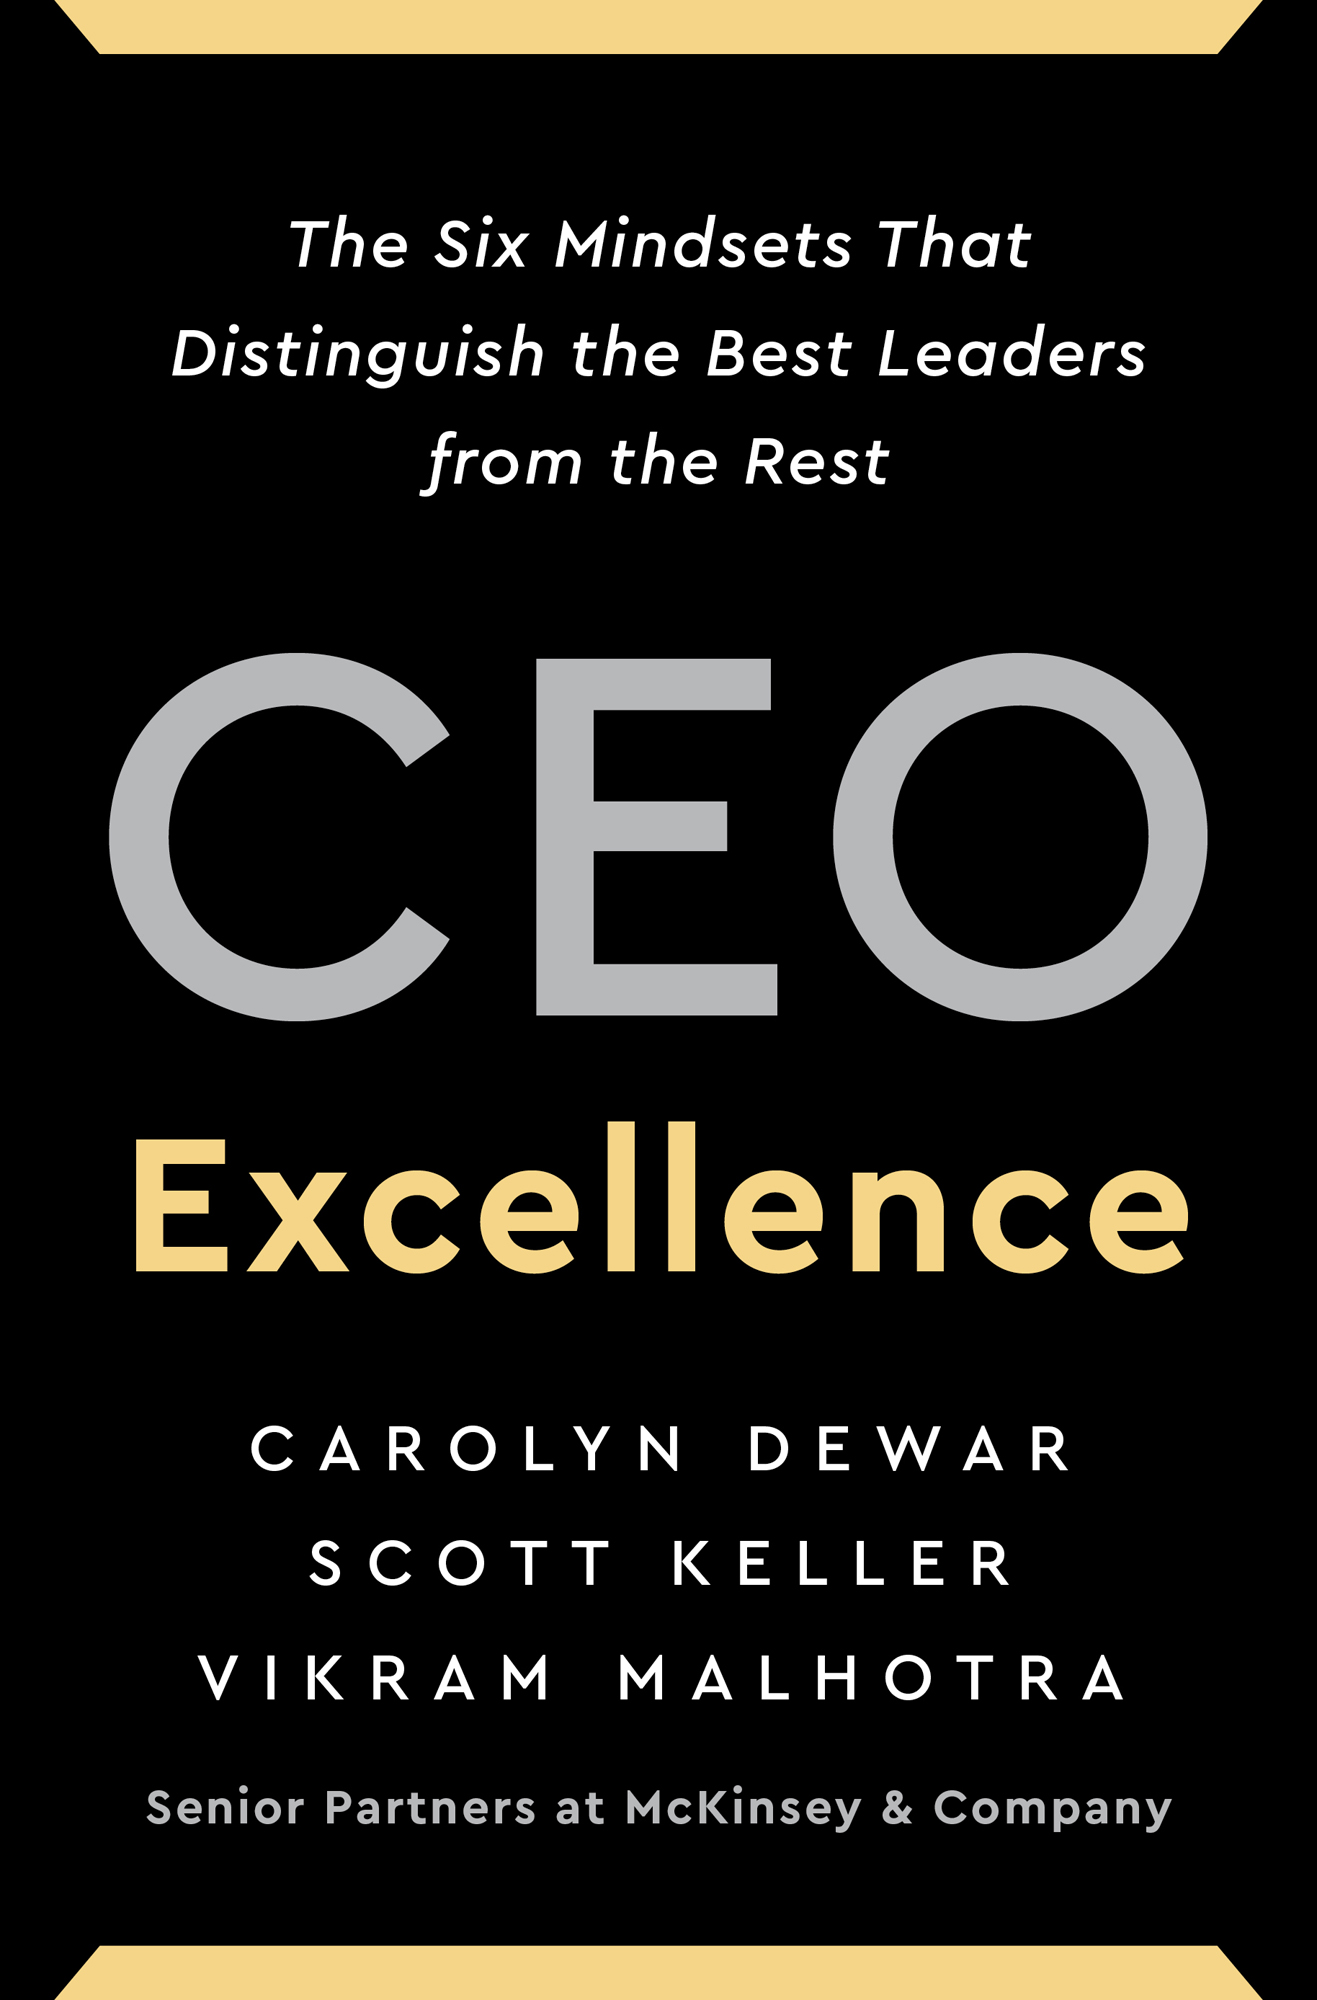 The Six Mindsets That
Distinguish the Best Leaders
from the Rest
CEO
Excellence
CAROLYN DEWAR
SCOTT KELLER
VIKRAM MALHOTRA
Senior Partners at McKinsey & Company